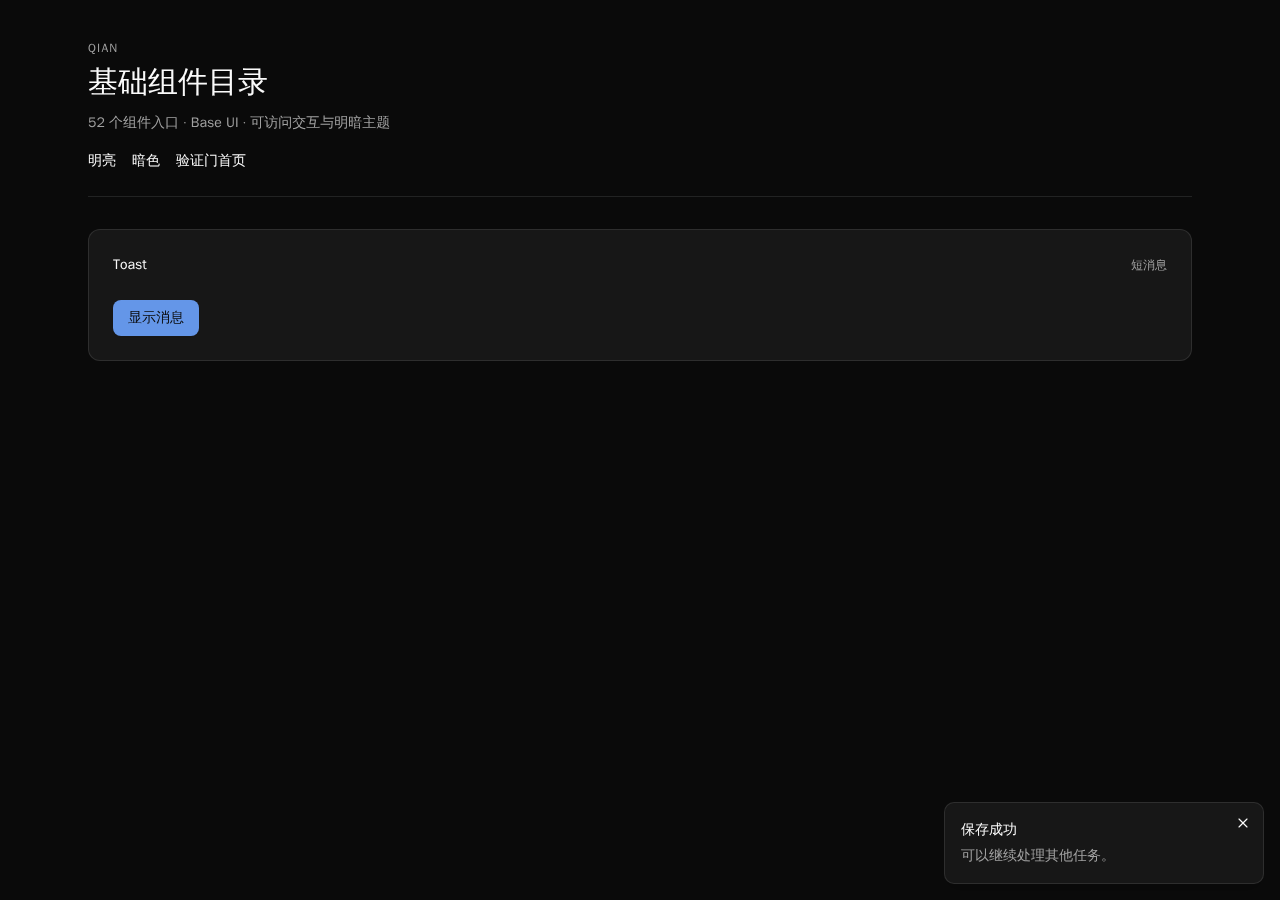 QIAN
基础组件目录
52 个组件入口 · Base UI · 可访问交互与明暗主题
明亮 暗色 验证门首页
Toast 短消息
显示消息
保存成功
可以继续处理其他任务。